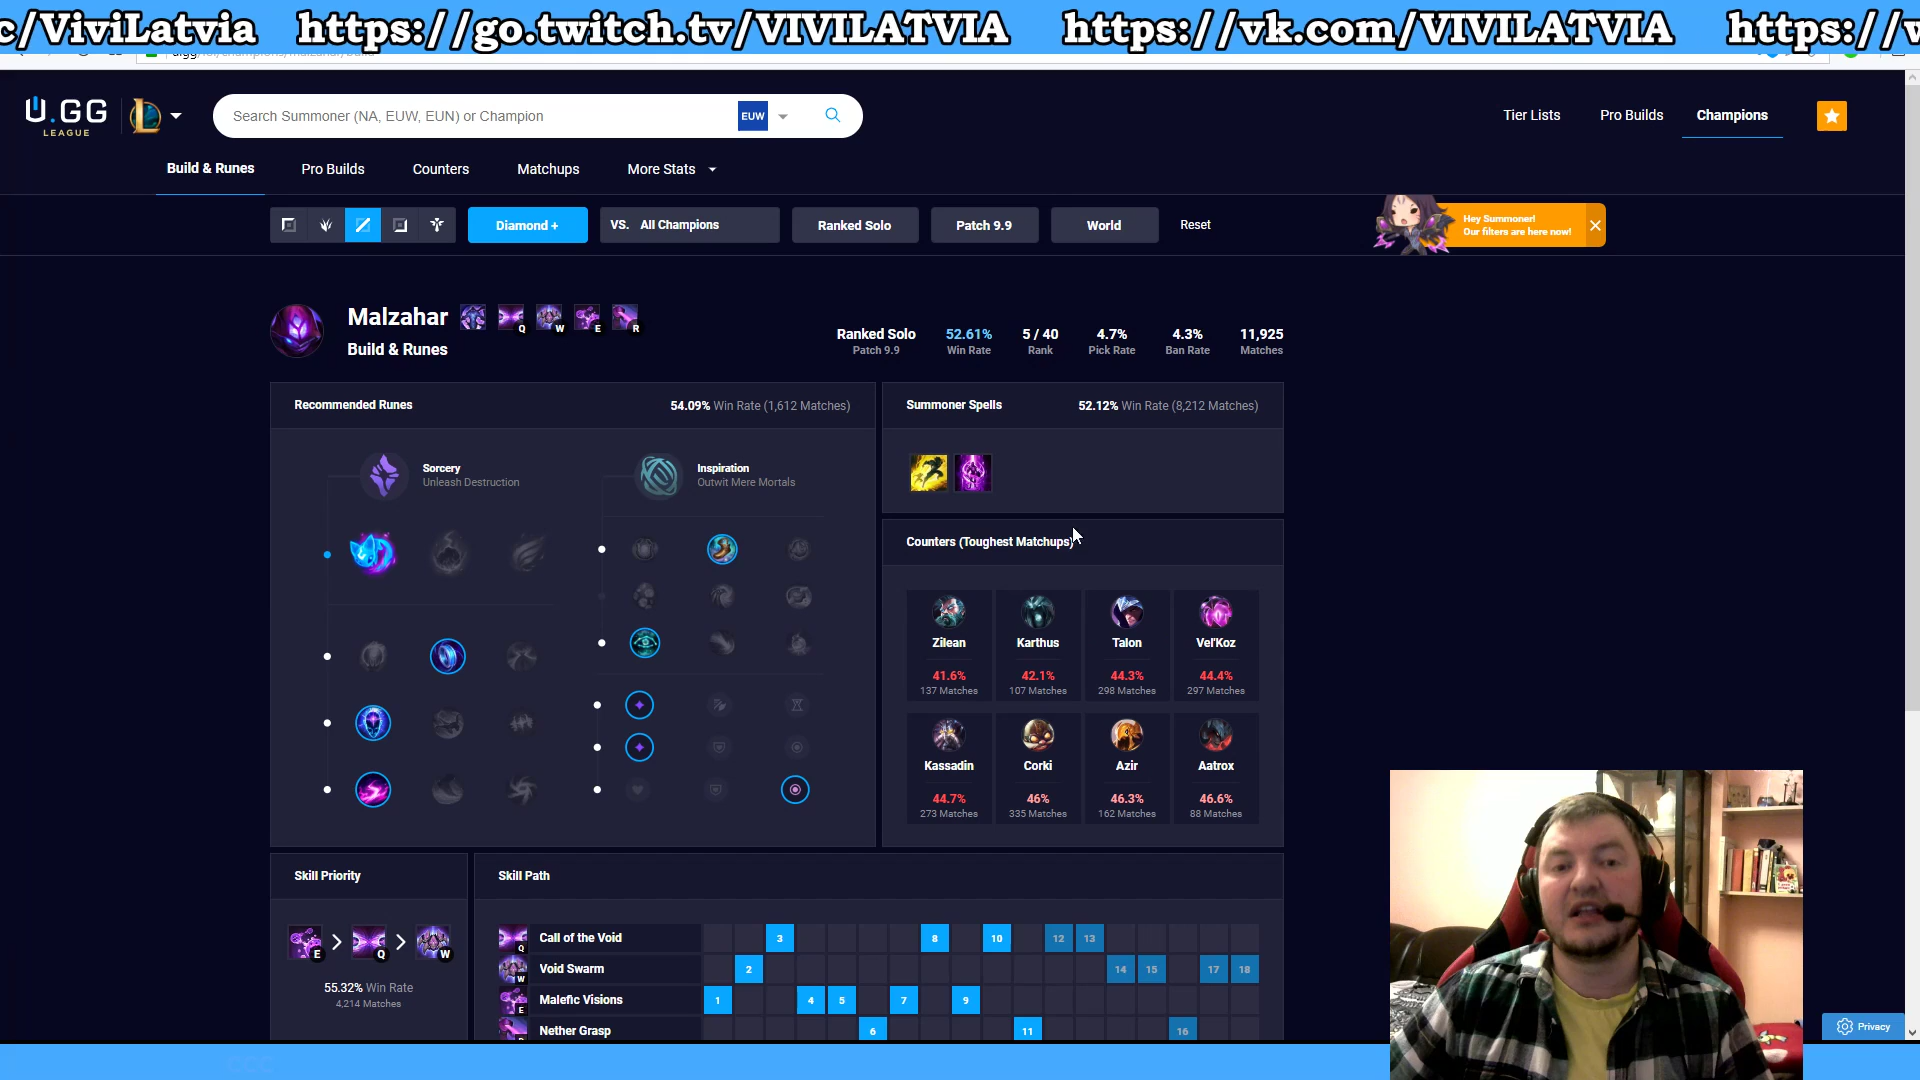 c/ViviLatvia https://go.twitch.tv/VIVILATVIA https://vk.com/VIVILATVIA https://v
U.GG
LEAGUE
Search Summoner (NA, EUW, EUN) or Champion
EUW
Tier Lists
Pro Builds
Champions
Build & Runes
Pro Builds
Counters
Matchups
More Stats
Diamond +
VS. All Champions
Ranked Solo
Patch 9.9
World
Reset
Hey Summoner!
Our filters are here now!
Malzahar
Q
W
E
R
Build & Runes
Ranked Solo 52.61% 5 / 40 4.7% 4.3% 11,925
Patch 9.9 Win Rate Rank Pick Rate Ban Rate Matches
Recommended Runes
54.09% Win Rate (1,612 Matches)
Sorcery
Unleash Destruction
Inspiration
Outwit Mere Mortals
Summoner Spells
52.12% Win Rate (8,212 Matches)
Counters (Toughest Matchups)
Zilean Karthus Talon Vel'Koz
41.6% 42.1% 44.3% 44.4%
137 Matches 107 Matches 298 Matches 297 Matches
Kassadin Corki Azir Aatrox
44.7% 46% 46.3% 46.6%
273 Matches 335 Matches 162 Matches 88 Matches
Skill Priority
E Q W
55.32% Win Rate
4,214 Matches
Skill Path
Q Call of the Void 3 8 10 12 13
W Void Swarm 2 14 15 17 18
E Malefic Visions 1 4 5 7 9
Nether Grasp 6 11 16
Privacy